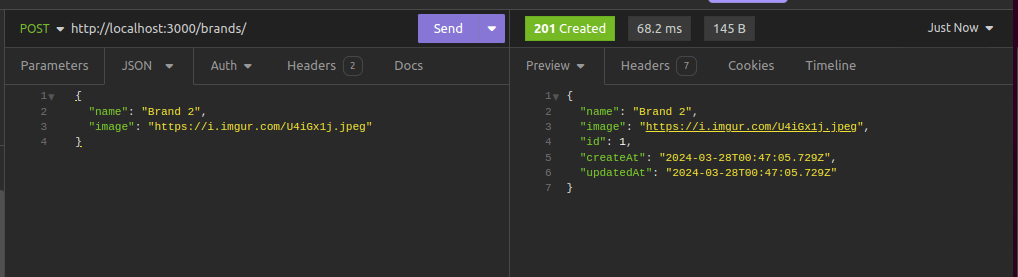 POST http://localhost:3000/brands/ Send 201 Created 68.2 ms 145 B Just Now
Parameters JSON Auth Headers 2 Docs Preview Headers 7 Cookies Timeline
1 {
2 "name": "Brand 2",
3 "image": "https://i.imgur.com/U4iGx1j.jpeg"
4 }
1 {
2 "name": "Brand 2",
3 "image": "https://i.imgur.com/U4iGx1j.jpeg",
4 "id": 1,
5 "createAt": "2024-03-28T00:47:05.729Z",
6 "updatedAt": "2024-03-28T00:47:05.729Z"
7 }